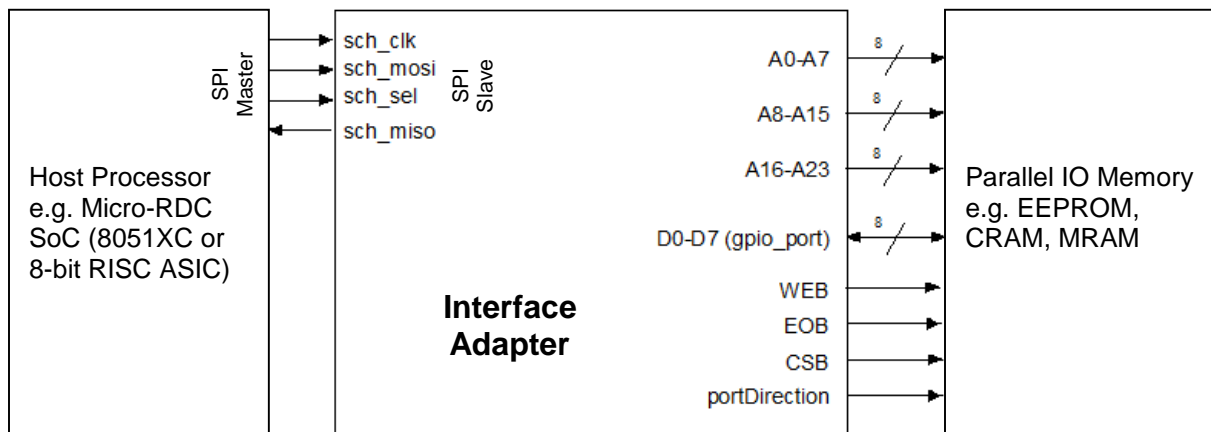 Host Processor
e.g. Micro-RDC
SoC (8051XC or
8-bit RISC ASIC)
SPI
Master
sch_clk
sch_mosi
sch_sel
sch_miso
SPI
Slave
Interface
Adapter
A0-A7
8
A8-A15
8
A16-A23
8
D0-D7 (gpio_port)
8
WEB
EOB
CSB
portDirection
Parallel IO Memory
e.g. EEPROM,
CRAM, MRAM